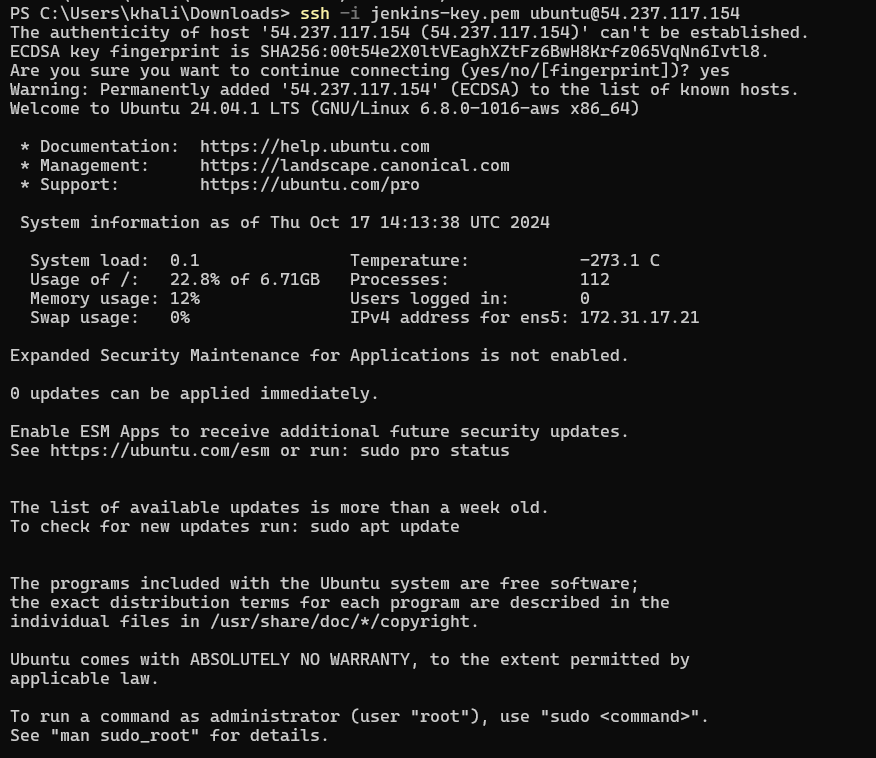 PS C:\Users\khali\Downloads> ssh -i jenkins-key.pem ubuntu@54.237.117.154
The authenticity of host '54.237.117.154 (54.237.117.154)' can't be established.
ECDSA key fingerprint is SHA256:00t54e2X0ltVEaghXZtFz6BwH8Krfz065VqNn6Ivtl8.
Are you sure you want to continue connecting (yes/no/[fingerprint])? yes
Warning: Permanently added '54.237.117.154' (ECDSA) to the list of known hosts.
Welcome to Ubuntu 24.04.1 LTS (GNU/Linux 6.8.0-1016-aws x86_64)
* Documentation:  https://help.ubuntu.com
* Management:     https://landscape.canonical.com
* Support:        https://ubuntu.com/pro
System information as of Thu Oct 17 14:13:38 UTC 2024
System load:  0.1               Temperature:           -273.1 C
Usage of /:   22.8% of 6.71GB   Processes:             112
Memory usage: 12%               Users logged in:       0
Swap usage:   0%                IPv4 address for ens5: 172.31.17.21
Expanded Security Maintenance for Applications is not enabled.
0 updates can be applied immediately.
Enable ESM Apps to receive additional future security updates.
See https://ubuntu.com/esm or run: sudo pro status
The list of available updates is more than a week old.
To check for new updates run: sudo apt update
The programs included with the Ubuntu system are free software;
the exact distribution terms for each program are described in the
individual files in /usr/share/doc/*/copyright.
Ubuntu comes with ABSOLUTELY NO WARRANTY, to the extent permitted by
applicable law.
To run a command as administrator (user "root"), use "sudo <command>".
See "man sudo_root" for details.